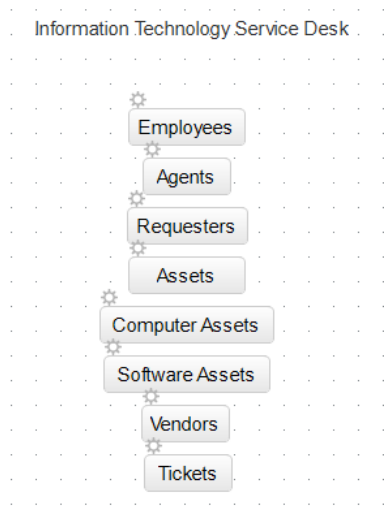 Information Technology Service Desk
Employees
Agents
Requesters
Assets
Computer Assets
Software Assets
Vendors
Tickets